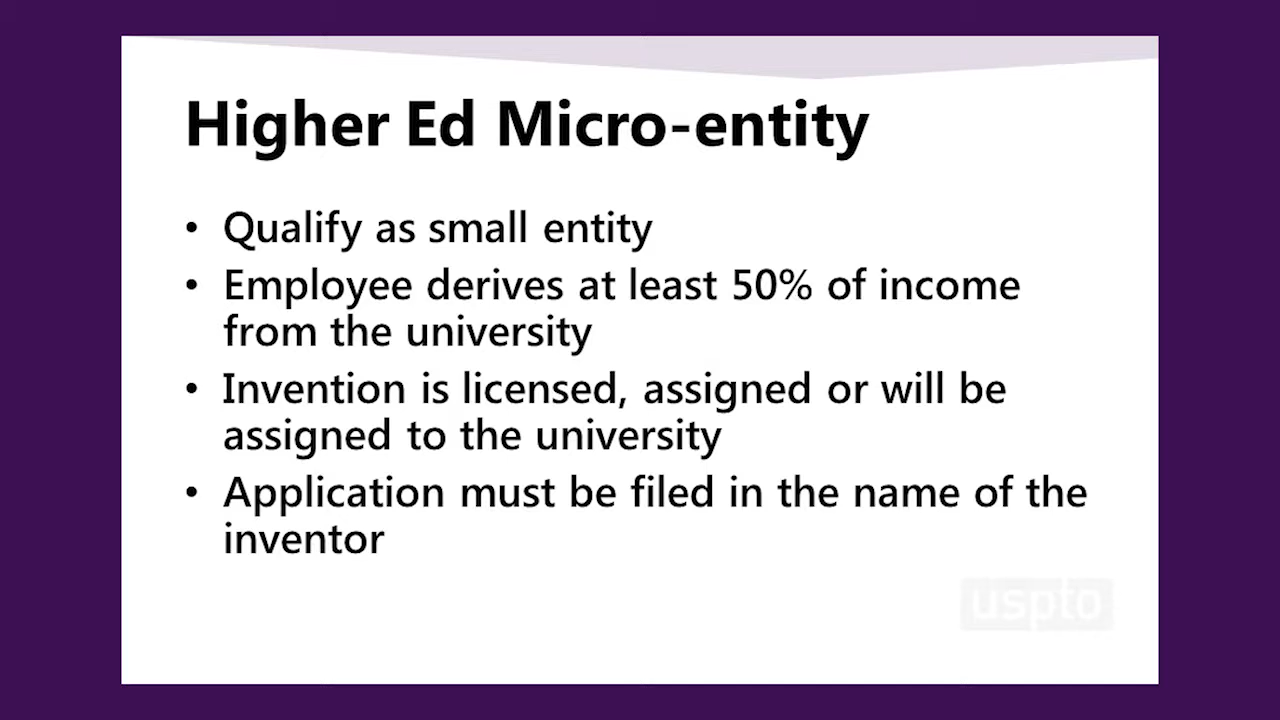 Higher Ed Micro-entity
• Qualify as small entity
• Employee derives at least 50% of income
from the university
• Invention is licensed, assigned or will be
assigned to the university
• Application must be filed in the name of the
inventor
uspto